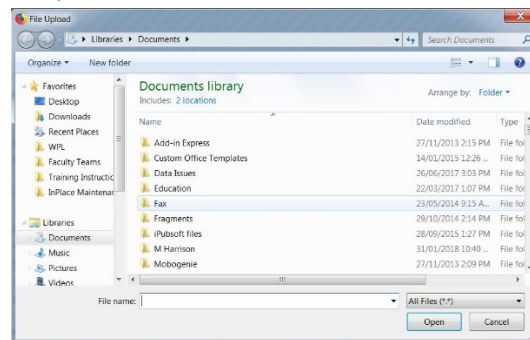 File Upload
Libraries Documents
Search Documents
Organize New folder
Favorites
Desktop
Downloads
Recent Places
WPL
Faculty Teams
Training Instructic
InPlace Maintenar
Libraries
Documents
Music
Pictures
Videos
Documents library
Includes: 2 locations
Arrange by: Folder
Name Date modified Type
Add-in Express 27/11/2013 2:15 PM File fol
Custom Office Templates 14/01/2015 12:26 ... File fol
Data Issues 26/06/2017 3:03 PM File fol
Education 22/03/2017 1:07 PM File fol
Fax 23/05/2014 9:15 A... File fol
Fragments 29/10/2014 2:14 PM File fol
iPubsoft files 28/09/2015 1:27 PM File fol
M Harrison 31/01/2018 10:40 ... File fol
Mobogenie 27/11/2013 2:09 PM File fol
File name: All Files (*.*)
Open Cancel